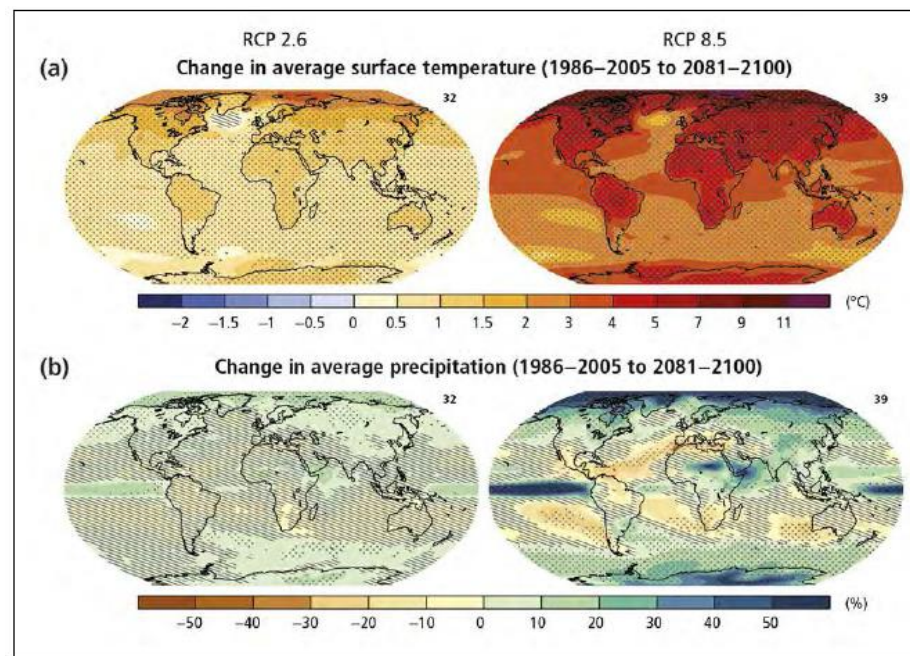 RCP 2.6 RCP 8.5
(a) Change in average surface temperature (1986–2005 to 2081–2100)
32 39
(°C)
−2 −1.5 −1 −0.5 0 0.5 1 1.5 2 3 4 5 7 9 11
(b) Change in average precipitation (1986–2005 to 2081–2100)
32 39
(%)
−50 −40 −30 −20 −10 0 10 20 30 40 50